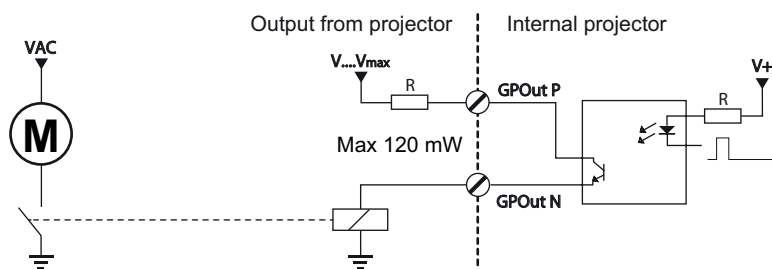 Output from projector
Internal projector
VAC
V....Vmax
V+
R
GPOut P
R
M
Max 120 mW
GPOut N